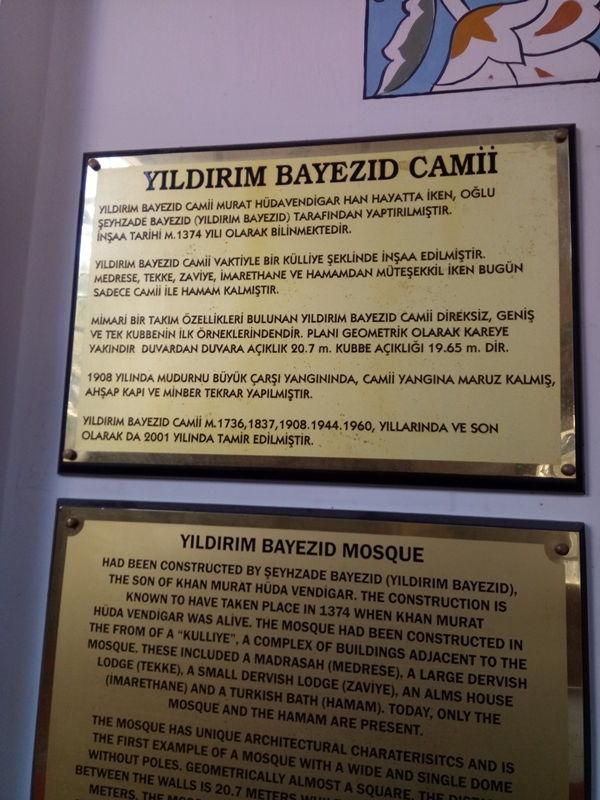 YILDIRIM BAYEZID CAMİİ
YILDIRIM BAYEZID CAMİİ MURAT HÜDAVENDİGAR HAN HAYATTA İKEN, OĞLU
ŞEYHZADE BAYEZID (YILDIRIM BAYEZID) TARAFINDAN YAPTIRILMIŞTIR.
İNŞAA TARİHİ M.1374 YILI OLARAK BİLİNMEKTEDİR.
YILDIRIM BAYEZID CAMİİ VAKTİYLE BİR KÜLLİYE ŞEKLİNDE İNŞAA EDİLMİŞTİR.
MEDRESE, TEKKE, ZAVİYE, İMARETHANE VE HAMAMDAN MÜTEŞEKKİL İKEN BUGÜN
SADECE CAMİİ İLE HAMAM KALMIŞTIR.
MİMARİ BİR TAKIM ÖZELLİKLERİ BULUNAN YILDIRIM BAYEZID CAMİİ DİREKSİZ, GENİŞ
VE TEK KUBBENİN İLK ÖRNEKLERİNDENDİR. PLANI GEOMETRİK OLARAK KAREYE
YAKINDIR DUVARDAN DUVARA AÇIKLIK 20.7 m. KUBBE AÇIKLIĞI 19.65 m. DİR.
1908 YILINDA MUDURNU BÜYÜK ÇARŞI YANGININDA, CAMİİ YANGINA MARUZ KALMIŞ,
AHŞAP KAPI VE MİNBER TEKRAR YAPILMIŞTIR.
YILDIRIM BAYEZID CAMİİ M.1736,1837,1908.1944.1960, YILLARINDA VE SON
OLARAK DA 2001 YILINDA TAMİR EDİLMİŞTİR.
YILDIRIM BAYEZID MOSQUE
HAD BEEN CONSTRUCTED BY ŞEYHZADE BAYEZID (YILDIRIM BAYEZID),
THE SON OF KHAN MURAT HÜDA VENDİGAR. THE CONSTRUCTION IS
KNOWN TO HAVE TAKEN PLACE IN 1374 WHEN KHAN MURAT
HÜDA VENDİGAR WAS ALIVE. THE MOSQUE HAD BEEN CONSTRUCTED IN
THE FROM OF A “KULLIYE”, A COMPLEX OF BUILDINGS ADJACENT TO THE
MOSQUE. THESE INCLUDED A MADRASAH (MEDRESE), A LARGE DERVISH
LODGE (TEKKE), A SMALL DERVISH LODGE (ZAVİYE), AN ALMS HOUSE
(İMARETHANE) AND A TURKISH BATH (HAMAM). TODAY, ONLY THE
MOSQUE AND THE HAMAM ARE PRESENT.
THE MOSQUE HAS UNIQUE ARCHITECTURAL CHARATERISITCS AND IS
THE FIRST EXAMPLE OF A MOSQUE WITH A WIDE AND SINGLE DOME
WITHOUT POLES. GEOMETRICALLY ALMOST A SQUARE, THE
BETWEEN THE WALLS IS 20.7 METERS
METERS. THE